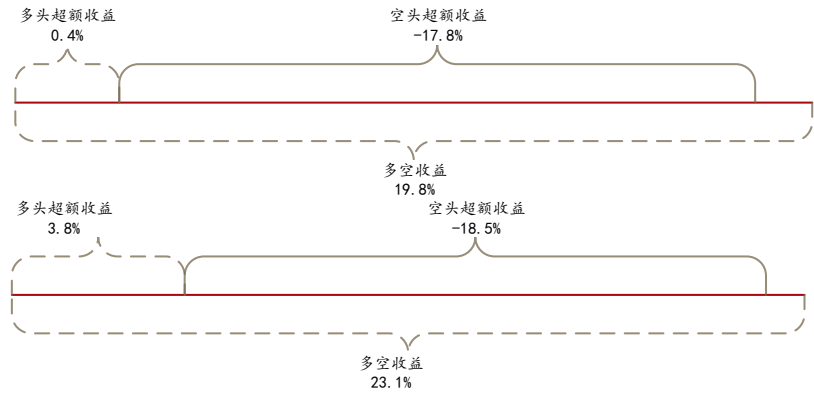 多头超额收益
0.4%
空头超额收益
-17.8%
多空收益
19.8%
多头超额收益
3.8%
空头超额收益
-18.5%
多空收益
23.1%